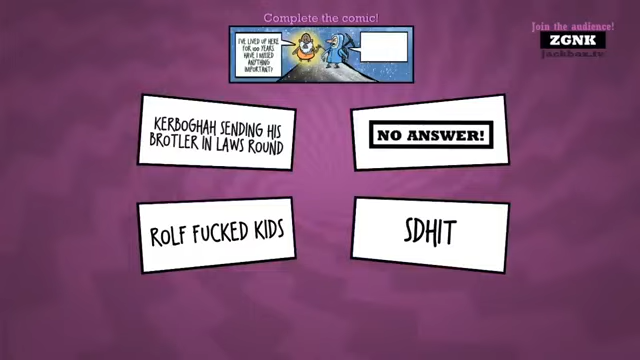 Complete the comic!
Join the audience!
ZGNK
jackbox.tv
I'VE LIVED UP HERE
FOR 100 YEARS
HAVE I MISSED
ANYTHING
IMPORTANT?
KERBOGHAH SENDING HIS
BROTLER IN LAWS ROUND
NO ANSWER!
ROLF FUCKED KIDS
SDHIT